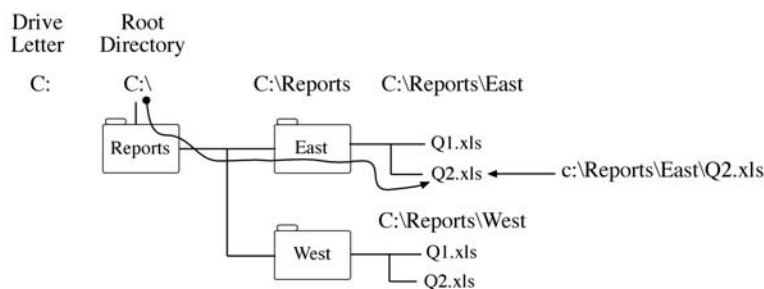 Drive
Letter
Root
Directory
C:
C:\
C:\Reports
C:\Reports\East
Reports
East
Q1.xls
Q2.xls
c:\Reports\East\Q2.xls
C:\Reports\West
West
Q1.xls
Q2.xls